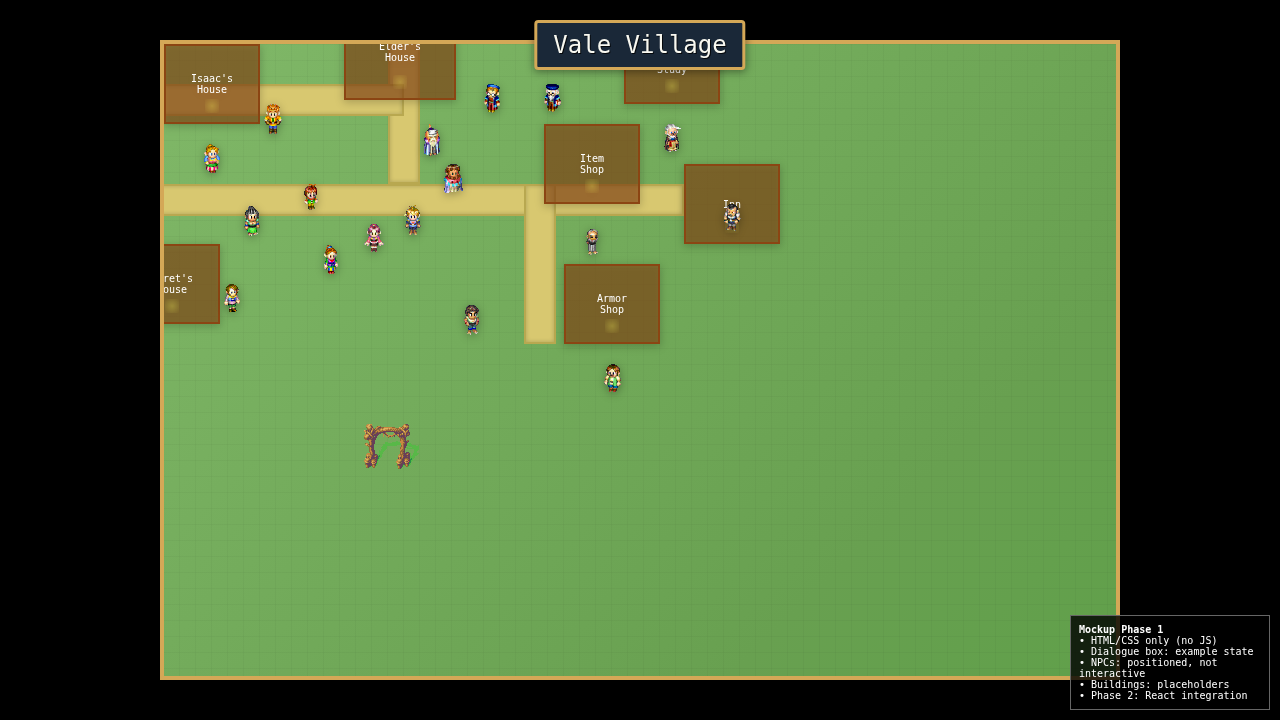 Vale Village
Elder's
House
Isaac's
House
Study
Item
Shop
Inn
ret's
ouse
Armor
Shop
Mockup Phase 1
• HTML/CSS only (no JS)
• Dialogue box: example state
• NPCs: positioned, not
interactive
• Buildings: placeholders
• Phase 2: React integration